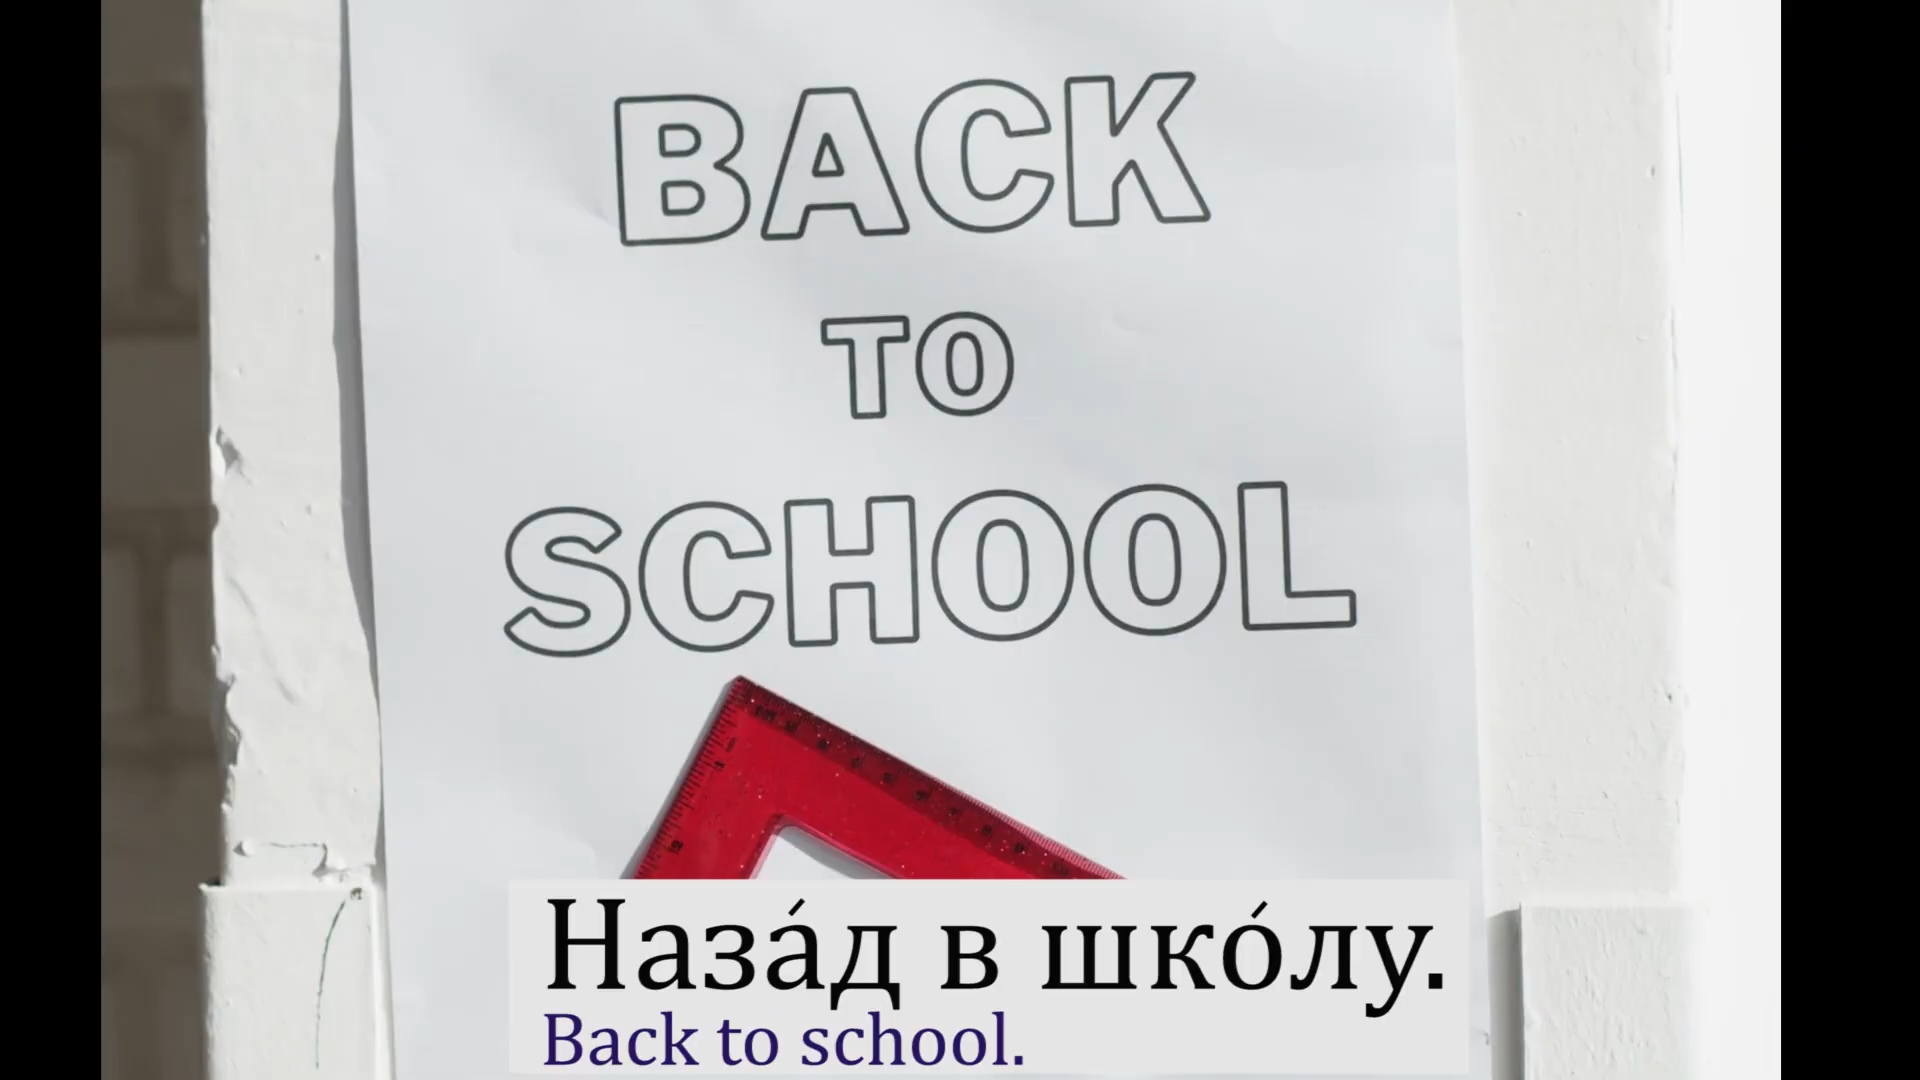 BACK
TO
SCHOOL
Наза́д в шко́лу.
Back to school.